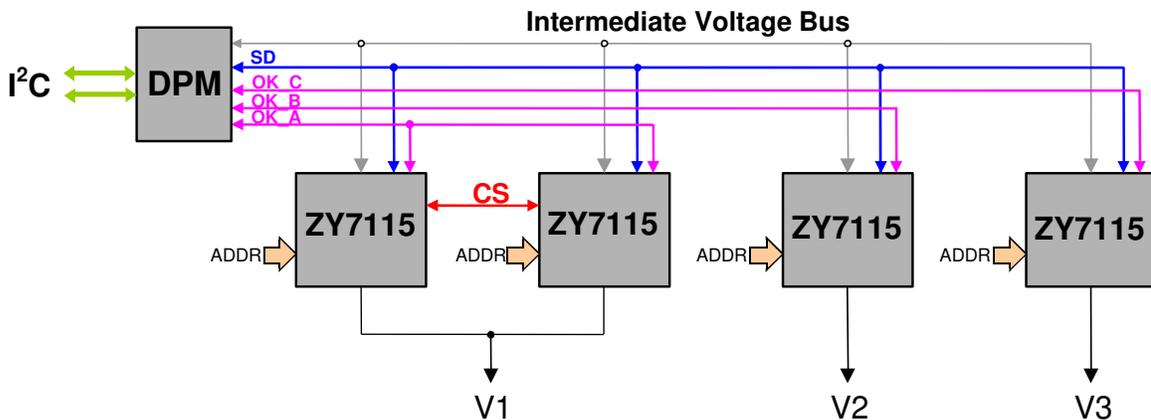 Intermediate Voltage Bus
I²C
DPM
SD
OK_C
OK_B
OK_A
CS
ZY7115
ZY7115
ZY7115
ZY7115
ADDR
ADDR
ADDR
ADDR
V1
V2
V3